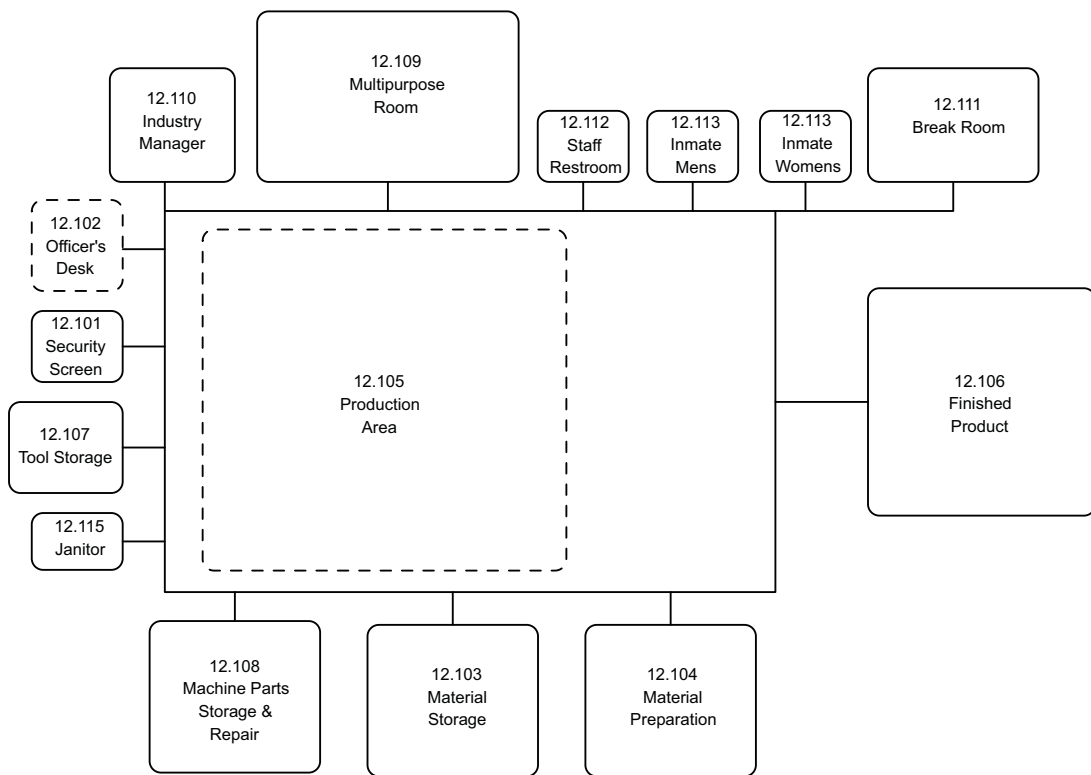 12.109
Multipurpose
Room
12.110
Industry
Manager
12.112
Staff
Restroom
12.113
Inmate
Mens
12.113
Inmate
Womens
12.111
Break Room
12.102
Officer's
Desk
12.101
Security
Screen
12.107
Tool Storage
12.115
Janitor
12.105
Production
Area
12.106
Finished
Product
12.108
Machine Parts
Storage &
Repair
12.103
Material
Storage
12.104
Material
Preparation